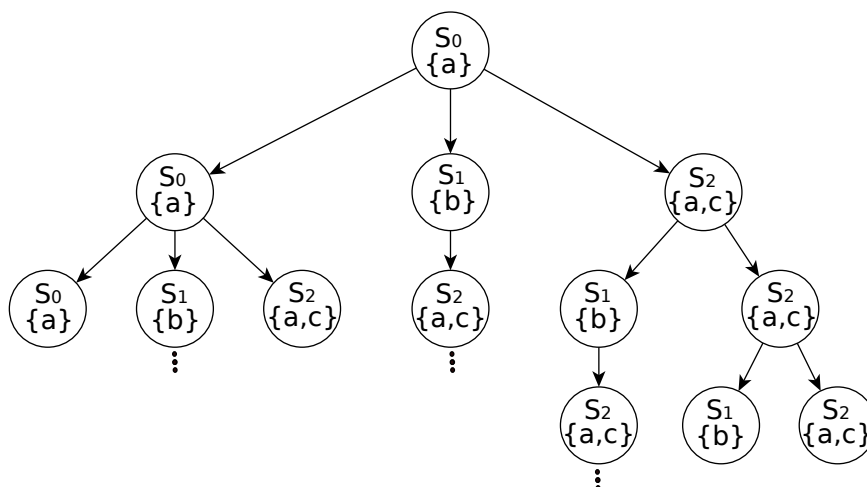 S0
{a}
S0
{a}
S1
{b}
S2
{a,c}
S0
{a}
S1
{b}
S2
{a,c}
S2
{a,c}
S1
{b}
S2
{a,c}
S2
{a,c}
S1
{b}
S2
{a,c}